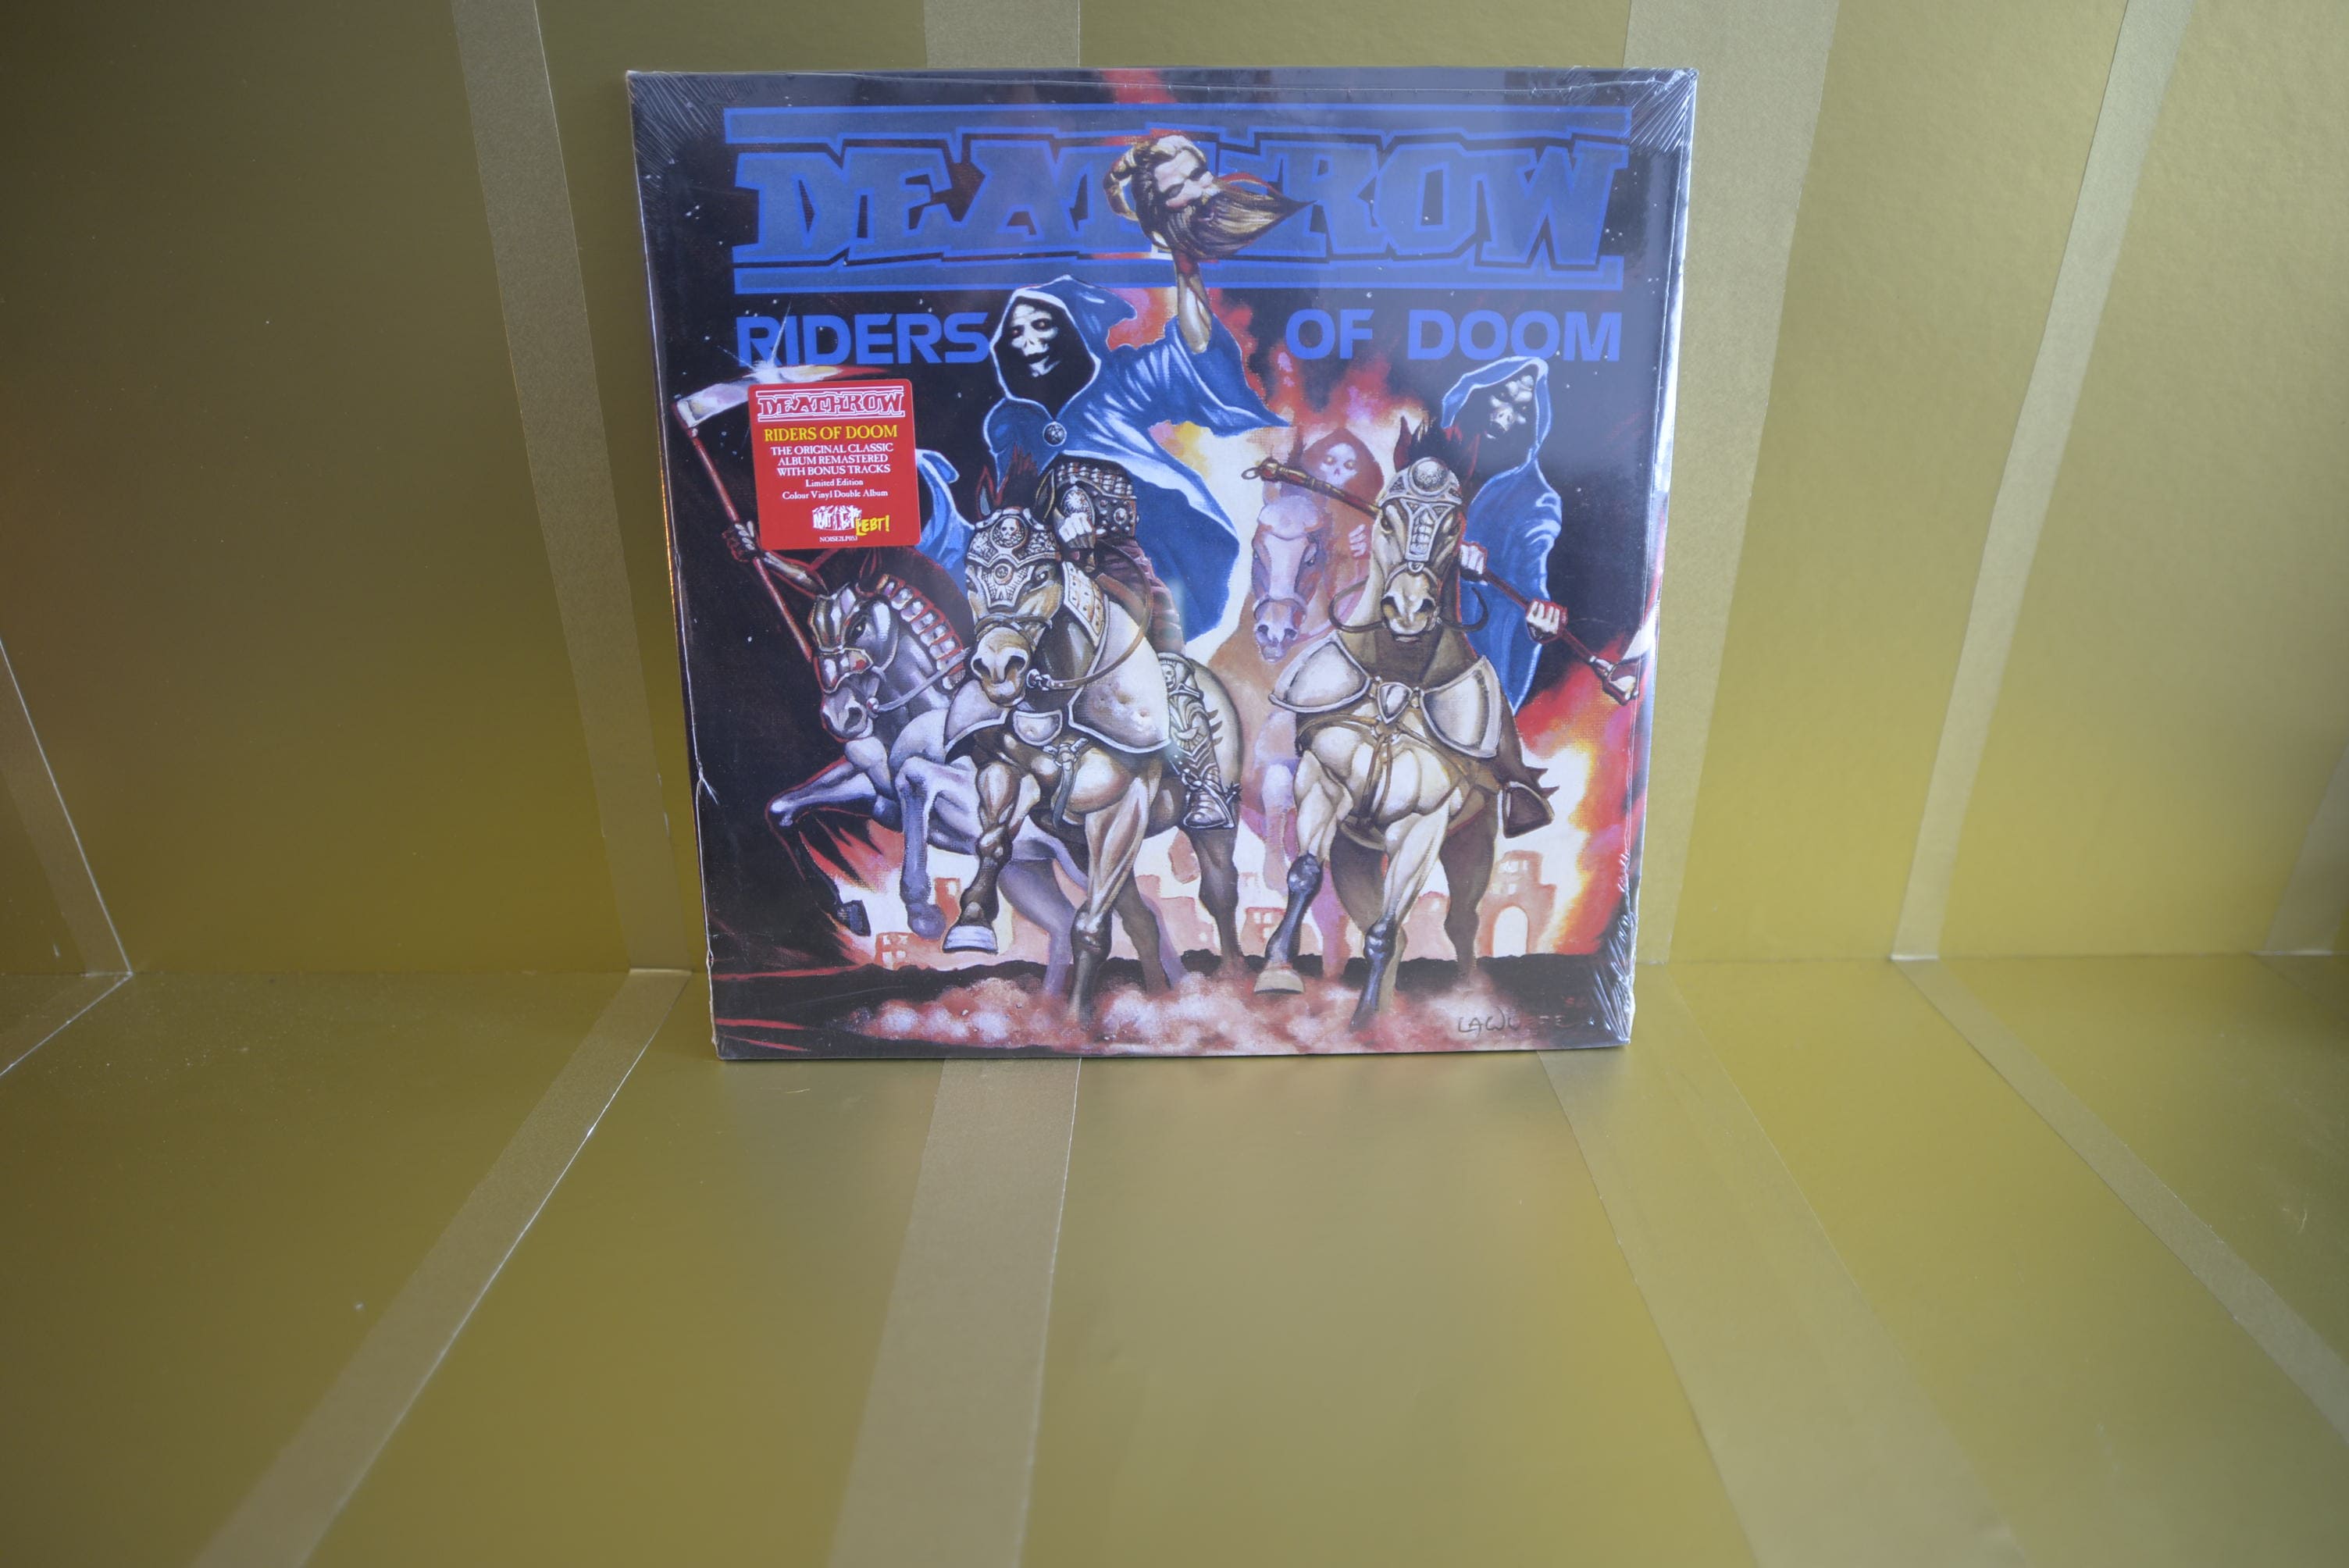 DEATHROW
RIDERS OF DOOM
DEATHROW
RIDERS OF DOOM
THE ORIGINAL CLASSIC
ALBUM REMASTERED
WITH BONUS TRACKS
Limited Edition
Colour Vinyl Double Album
LEBT!